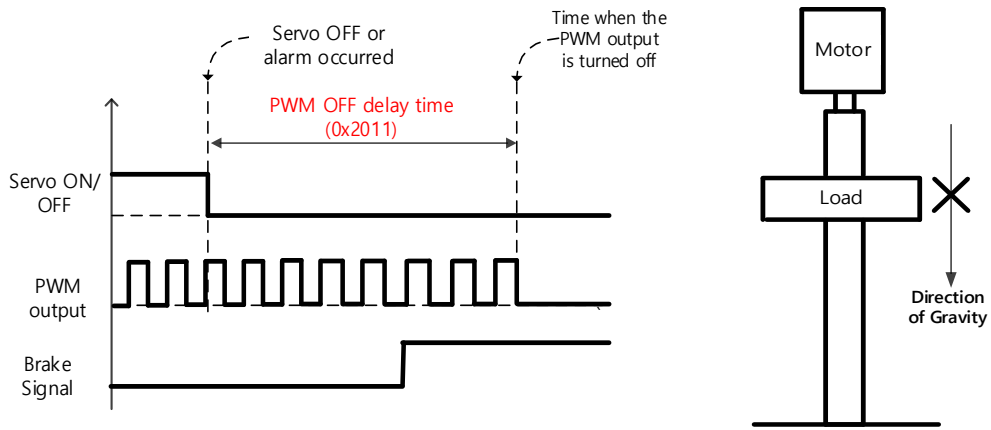 Servo OFF or
alarm occurred
Time when the
PWM output
is turned off
PWM OFF delay time
(0x2011)
Servo ON/
OFF
PWM
output
Brake
Signal
Motor
Load
Direction
of Gravity